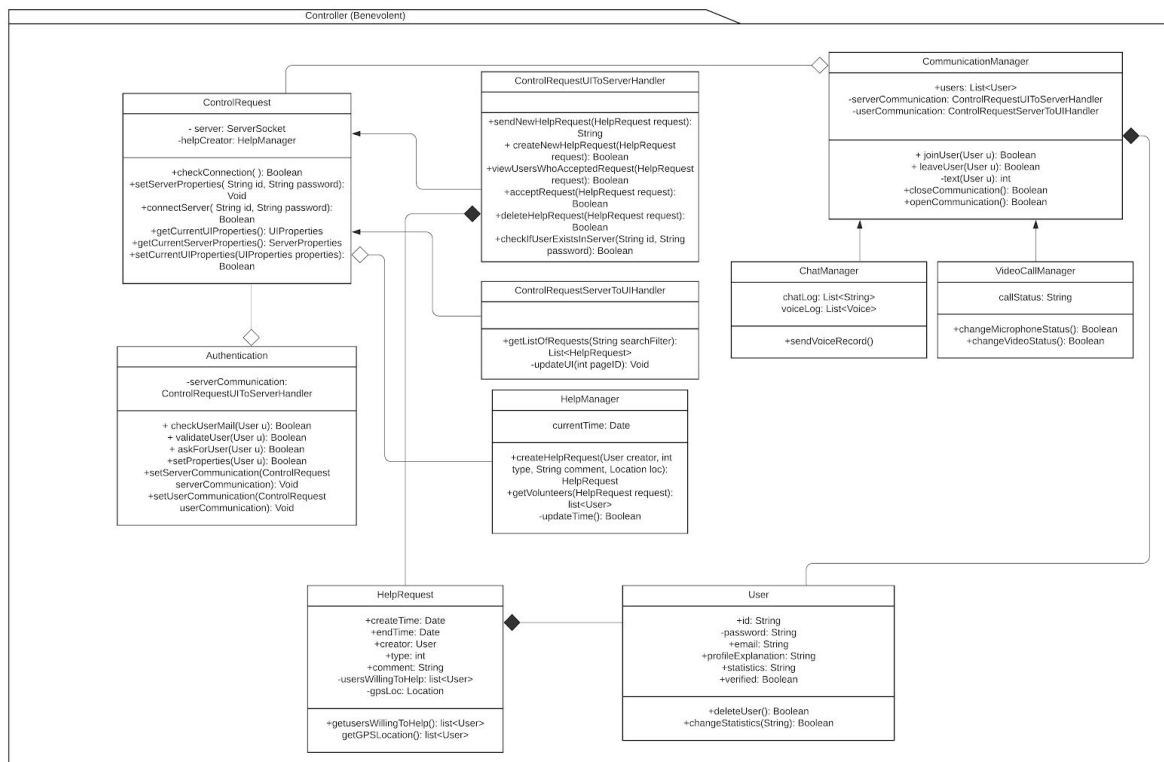 Controller (Benevolent)
ControlRequest
- server: ServerSocket
-helpCreator: HelpManager
+checkConnection( ): Boolean
+setServerProperties( String id, String password):
Void
+connectServer( String id, String password):
Boolean
+getCurrentUIProperties(): UIProperties
+getCurrentServerProperties(): ServerProperties
+setCurrentUIProperties(UIProperties properties):
Boolean
ControlRequestUIToServerHandler
+sendNewHelpRequest(HelpRequest request):
String
+ createNewHelpRequest(HelpRequest
request): Boolean
+viewUsersWhoAcceptedRequest(HelpRequest
request): Boolean
+acceptRequest(HelpRequest request):
Boolean
+deleteHelpRequest(HelpRequest request):
Boolean
+checkIfUserExistsInServer(String id, String
password): Boolean
CommunicationManager
+users: List<User>
-serverCommunication: ControlRequestUIToServerHandler
-userCommunication: ControlRequestServerToUIHandler
+ joinUser(User u): Boolean
+ leaveUser(User u): Boolean
-text(User u): int
+closeCommunication(): Boolean
+openCommunication(): Boolean
ChatManager
chatLog: List<String>
voiceLog: List<Voice>
+sendVoiceRecord()
VideoCallManager
callStatus: String
+changeMicrophoneStatus(): Boolean
+changeVideoStatus(): Boolean
ControlRequestServerToUIHandler
+getListOfRequests(String searchFilter):
List<HelpRequest>
-updateUI(int pageID): Void
Authentication
-serverCommunication:
ControlRequestUIToServerHandler
+ checkUserMail(User u): Boolean
+ validateUser(User u): Boolean
+ askForUser(User u): Boolean
+setProperties(User u): Boolean
+setServerCommunication(ControlRequest
serverCommunication): Void
+setUserCommunication(ControlRequest
userCommunication): Void
HelpManager
currentTime: Date
+createHelpRequest(User creator, int
type, String comment, Location loc):
HelpRequest
+getVolunteers(HelpRequest request):
list<User>
-updateTime(): Boolean
HelpRequest
+createTime: Date
+endTime: Date
+creator: User
+type: int
+comment: String
-usersWillingToHelp: list<User>
-gpsLoc: Location
+getusersWillingToHelp(): list<User>
getGPSLocation(): list<User>
User
+id: String
-password: String
+email: String
+profileExplanation: String
+statistics: String
+verified: Boolean
+deleteUser(): Boolean
+changeStatistics(String): Boolean